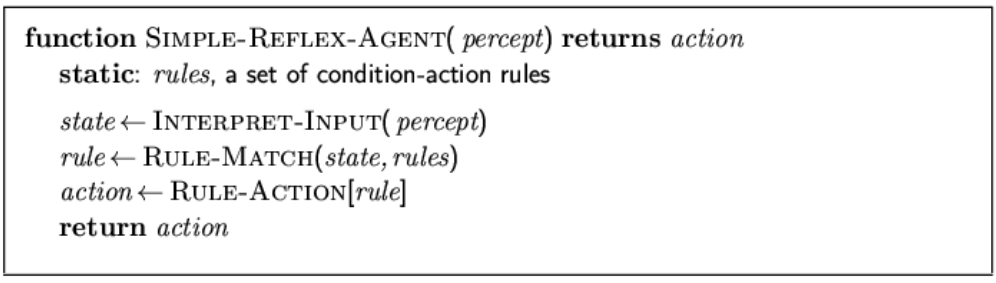 function SIMPLE-REFLEX-AGENT( percept) returns action
static: rules, a set of condition-action rules
state ← INTERPRET-INPUT( percept)
rule ← RULE-MATCH(state, rules)
action ← RULE-ACTION[rule]
return action